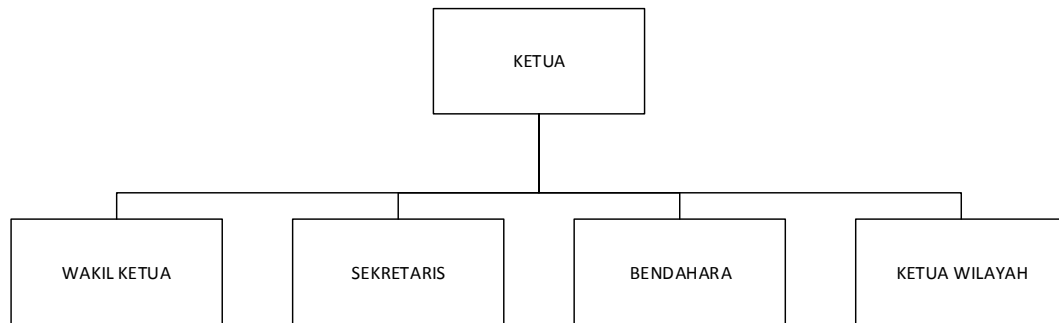 KETUA
WAKIL KETUA
SEKRETARIS
BENDAHARA
KETUA WILAYAH